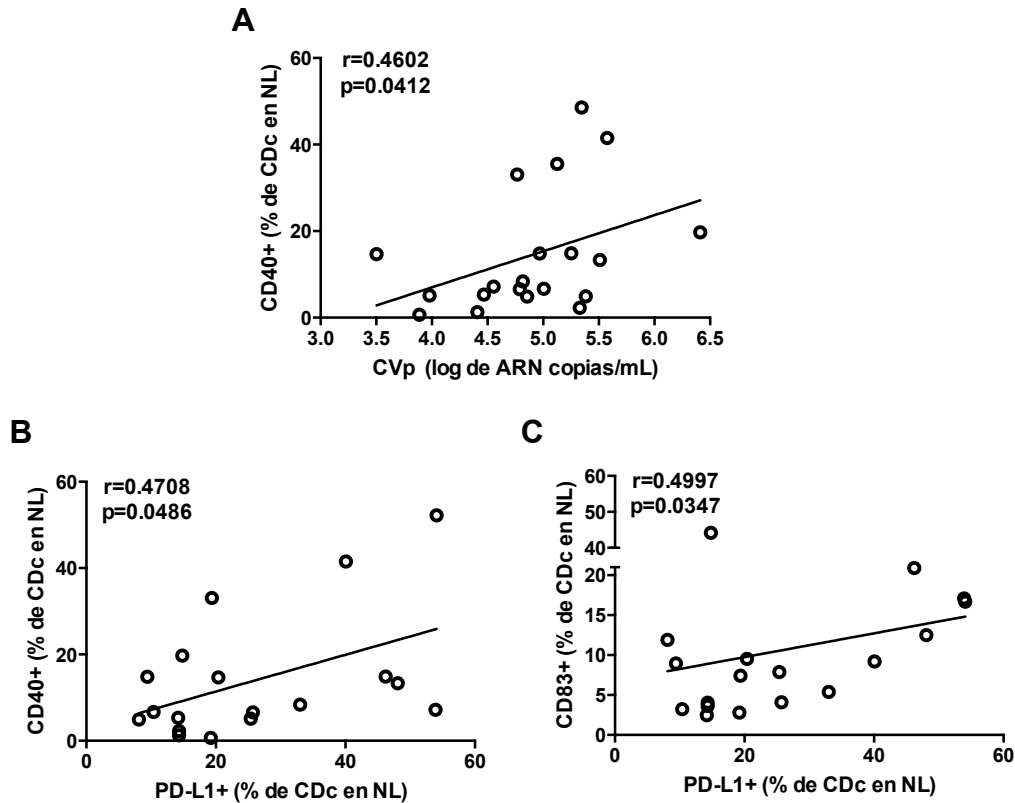 A
r=0.4602
p=0.0412
60
40
20
0
CD40+ (% de CDc en NL)
3.0 3.5 4.0 4.5 5.0 5.5 6.0 6.5
CVp (log de ARN copias/mL)
B
r=0.4708
p=0.0486
60
40
20
0
CD40+ (% de CDc en NL)
0 20 40 60
PD-L1+ (% de CDc en NL)
C
r=0.4997
p=0.0347
60
50
40
20
15
10
5
0
CD83+ (% de CDc en NL)
0 20 40 60
PD-L1+ (% de CDc en NL)